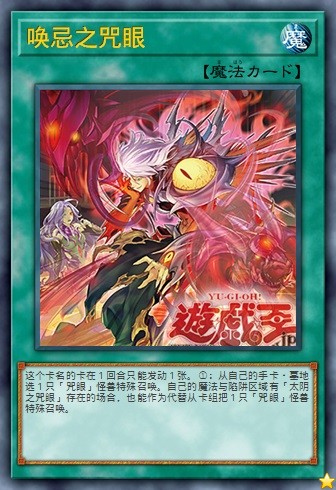 唤忌之咒眼
魔
【魔法カード】
YU-GI-OH!
遊戯王
这个卡名的卡在1回合只能发动1张。①：从自己的手卡·墓地
选1只「咒眼」怪兽特殊召唤。自己的魔法与陷阱区域有「太阴
之咒眼」存在的场合，也能作为代替从卡组把1只「咒眼」怪兽
特殊召唤。